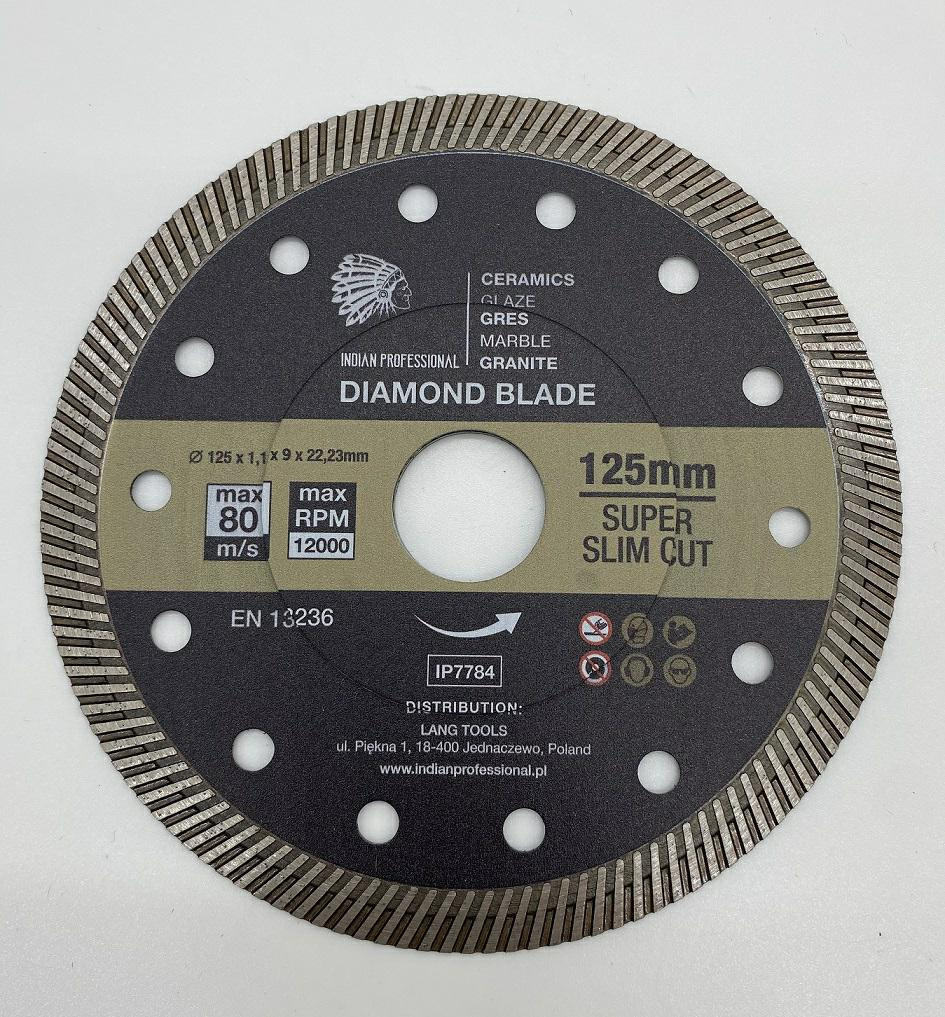 CERAMICS
GLAZE
GRES
MARBLE
GRANITE
INDIAN PROFESSIONAL
DIAMOND BLADE
Ø 125 x 1,1 x 9 x 22,23mm
max
80
m/s
max
RPM
12000
125mm
SUPER
SLIM CUT
EN 13236
IP7784
DISTRIBUTION:
LANG TOOLS
ul. Piękna 1, 18-400 Jednaczewo, Poland
www.indianprofessional.pl